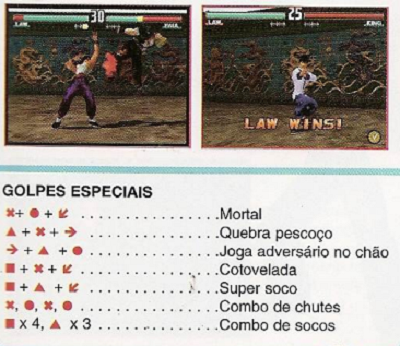 LAW 30
LAW 25 KING
LAW WINS!
GOLPES ESPECIAIS
✖+ ● + ↙ ..................Mortal
▲ + ✖ + → ..................Quebra pescoço
→ + ▲ + ● ..................Joga adversário no chão
■ + ✖ + ↙ ..................Cotovelada
■ + ▲ + ↙ ..................Super soco
✖, ●, ✖, ● ..................Combo de chutes
■ x 4, ▲ x 3 ..................Combo de socos